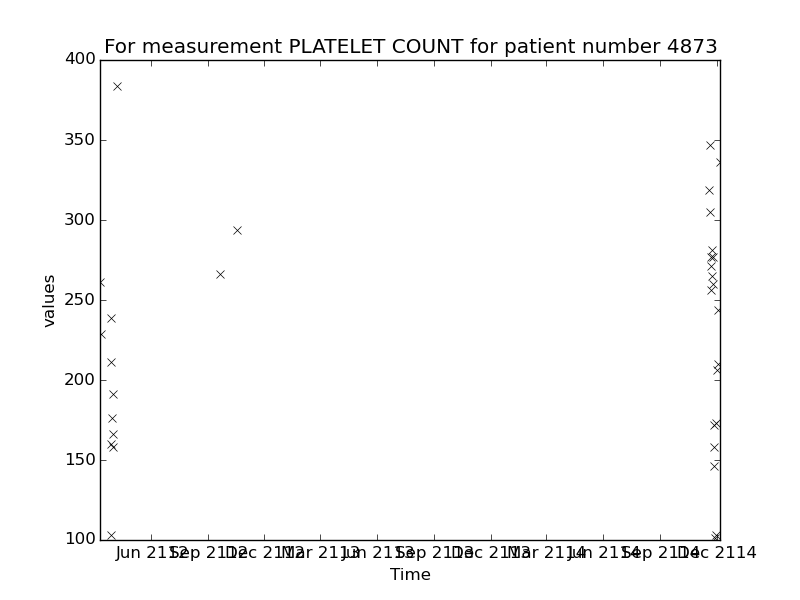 For measurement PLATELET COUNT for patient number 4873
400
350
300
250
200
150
100
values
Jun 2112 Sep 2112 Dec 2112 Mar 2113 Jun 2113 Sep 2113 Dec 2113 Mar 2114 Jun 2114 Sep 2114 Dec 2114
Time